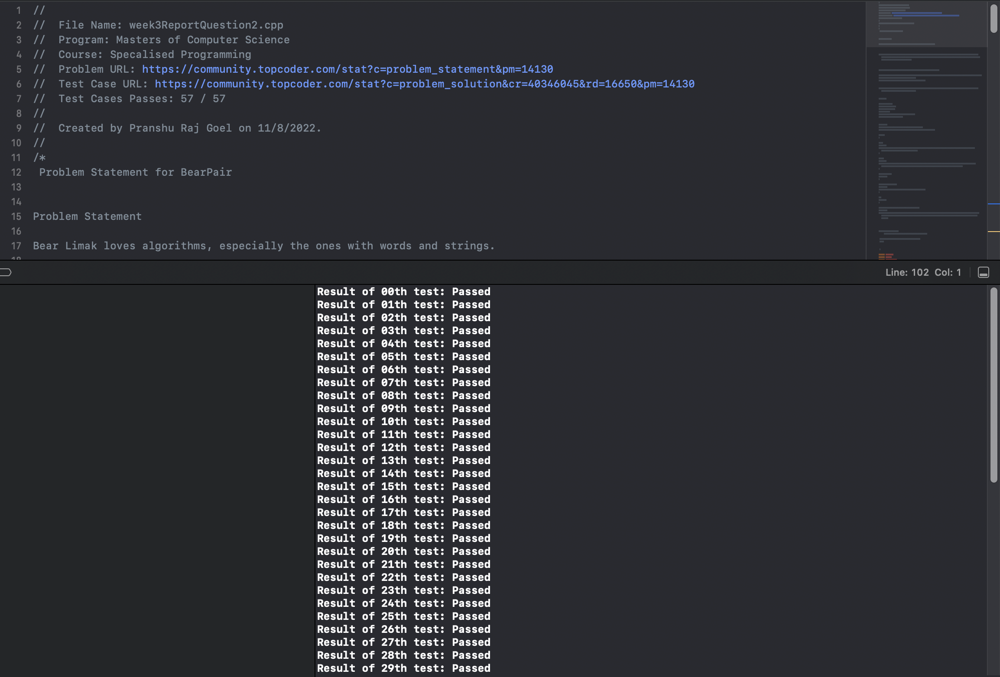 1 //
2 //  File Name: week3ReportQuestion2.cpp
3 //  Program: Masters of Computer Science
4 //  Course: Specalised Programming
5 //  Problem URL: https://community.topcoder.com/stat?c=problem_statement&pm=14130
6 //  Test Case URL: https://community.topcoder.com/stat?c=problem_solution&cr=40346045&rd=16650&pm=14130
7 //  Test Cases Passes: 57 / 57
8 //
9 //  Created by Pranshu Raj Goel on 11/8/2022.
10 //
11 /*
12  Problem Statement for BearPair
13
14
15 Problem Statement
16
17 Bear Limak loves algorithms, especially the ones with words and strings.
18
Line: 102 Col: 1
Result of 00th test: Passed
Result of 01th test: Passed
Result of 02th test: Passed
Result of 03th test: Passed
Result of 04th test: Passed
Result of 05th test: Passed
Result of 06th test: Passed
Result of 07th test: Passed
Result of 08th test: Passed
Result of 09th test: Passed
Result of 10th test: Passed
Result of 11th test: Passed
Result of 12th test: Passed
Result of 13th test: Passed
Result of 14th test: Passed
Result of 15th test: Passed
Result of 16th test: Passed
Result of 17th test: Passed
Result of 18th test: Passed
Result of 19th test: Passed
Result of 20th test: Passed
Result of 21th test: Passed
Result of 22th test: Passed
Result of 23th test: Passed
Result of 24th test: Passed
Result of 25th test: Passed
Result of 26th test: Passed
Result of 27th test: Passed
Result of 28th test: Passed
Result of 29th test: Passed